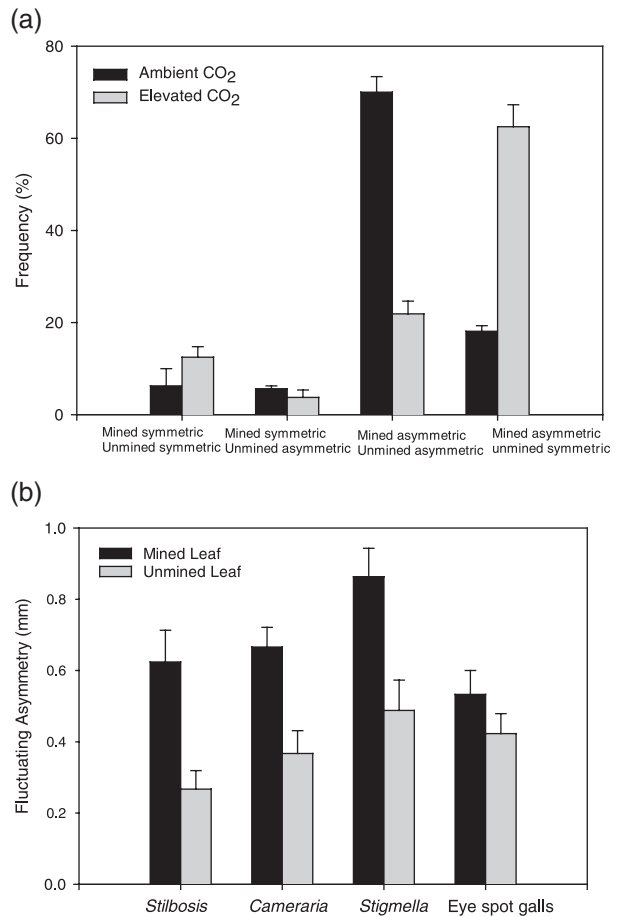 (a)
80
60
40
20
0
Frequency (%)
Ambient CO2
Elevated CO2
Mined symmetric
Unmined symmetric
Mined symmetric
Unmined asymmetric
Mined asymmetric
Unmined asymmetric
Mined asymmetric
unmined symmetric
(b)
1.0
0.8
0.6
0.4
0.2
0.0
Fluctuating Asymmetry (mm)
Mined Leaf
Unmined Leaf
Stilbosis
Cameraria
Stigmella
Eye spot galls